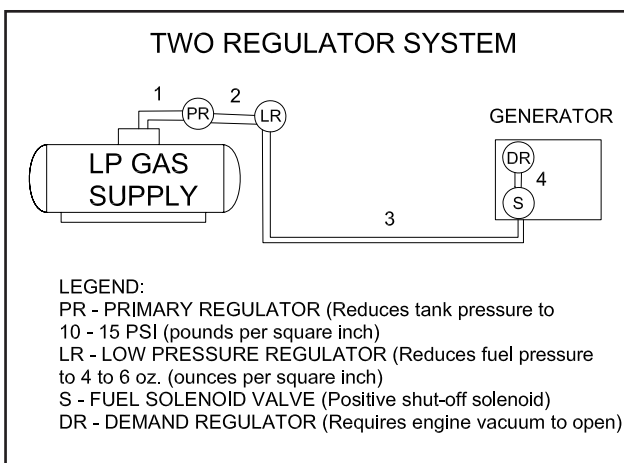 TWO REGULATOR SYSTEM
1
2
PR
LR
GENERATOR
LP GAS
SUPPLY
DR
4
S
3
LEGEND:
PR - PRIMARY REGULATOR (Reduces tank pressure to
10 - 15 PSI (pounds per square inch)
LR - LOW PRESSURE REGULATOR (Reduces fuel pressure
to 4 to 6 oz. (ounces per square inch)
S - FUEL SOLENOID VALVE (Positive shut-off solenoid)
DR - DEMAND REGULATOR (Requires engine vacuum to open)